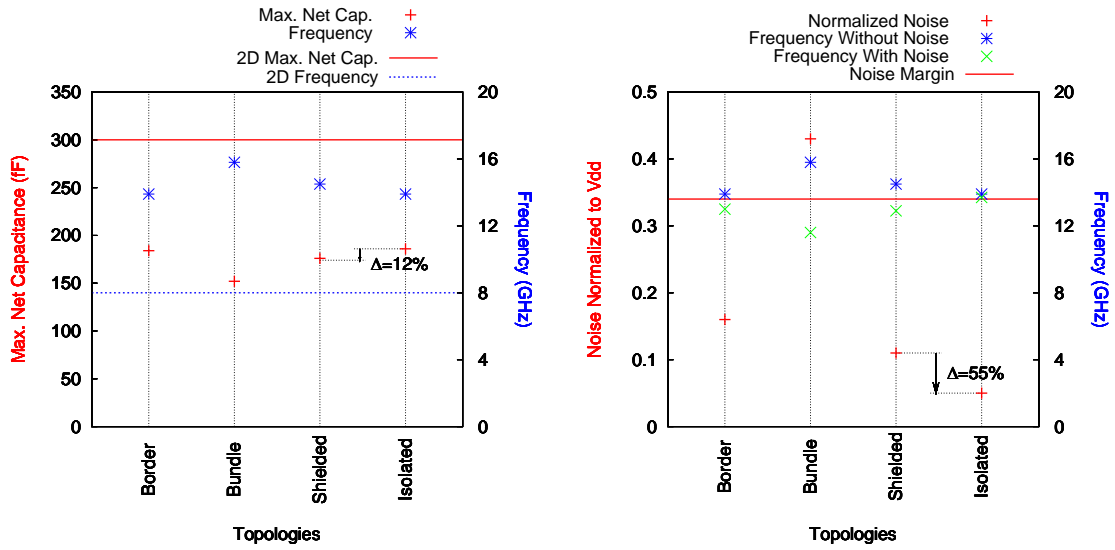 Max. Net Cap.
Frequency
2D Max. Net Cap.
2D Frequency
350
300
250
200
150
100
50
0
Max. Net Capacitance (fF)
20
16
12
8
4
0
Frequency (GHz)
Δ=12%
Border
Bundle
Shielded
Isolated
Topologies
Normalized Noise
Frequency Without Noise
Frequency With Noise
Noise Margin
0.5
0.4
0.3
0.2
0.1
0
Noise Normalized to Vdd
20
16
12
8
4
0
Frequency (GHz)
Δ=55%
Border
Bundle
Shielded
Isolated
Topologies